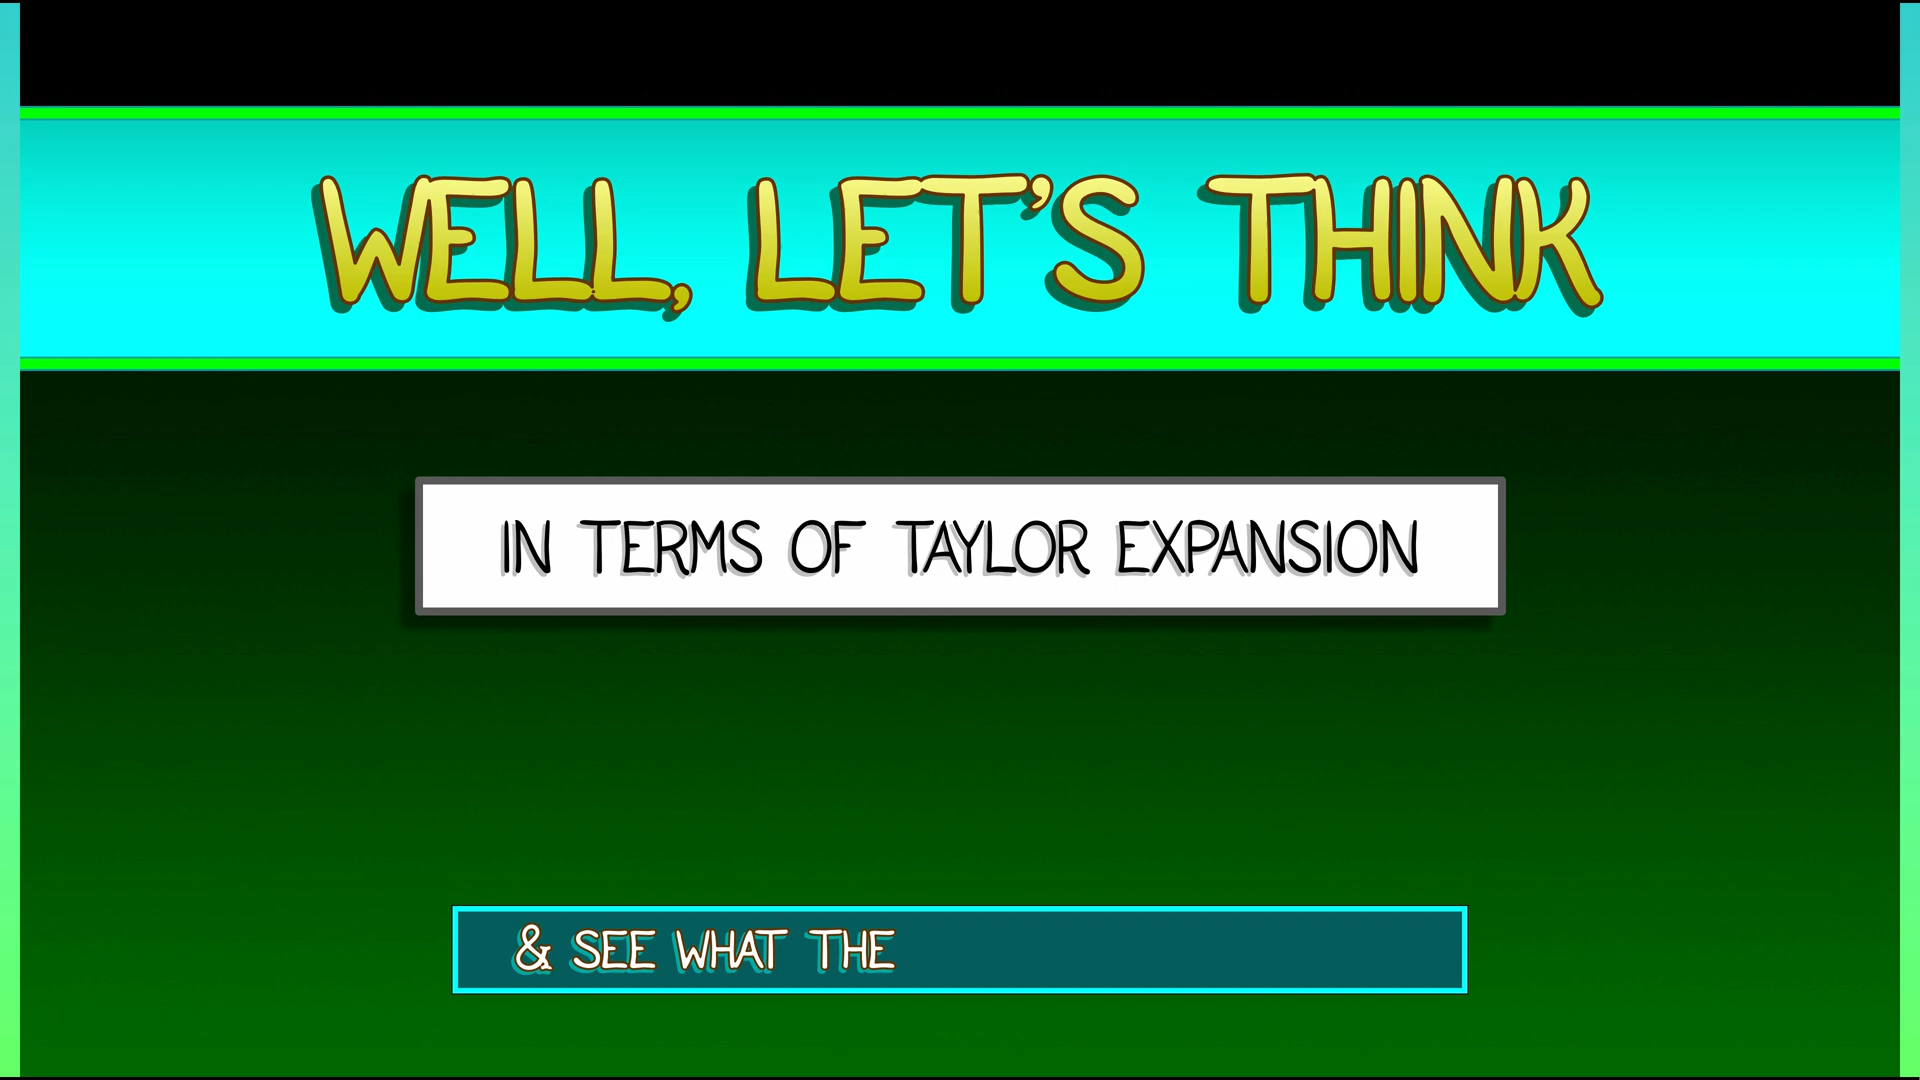 WELL, LET'S THINK
IN TERMS OF TAYLOR EXPANSION
& SEE WHAT THE